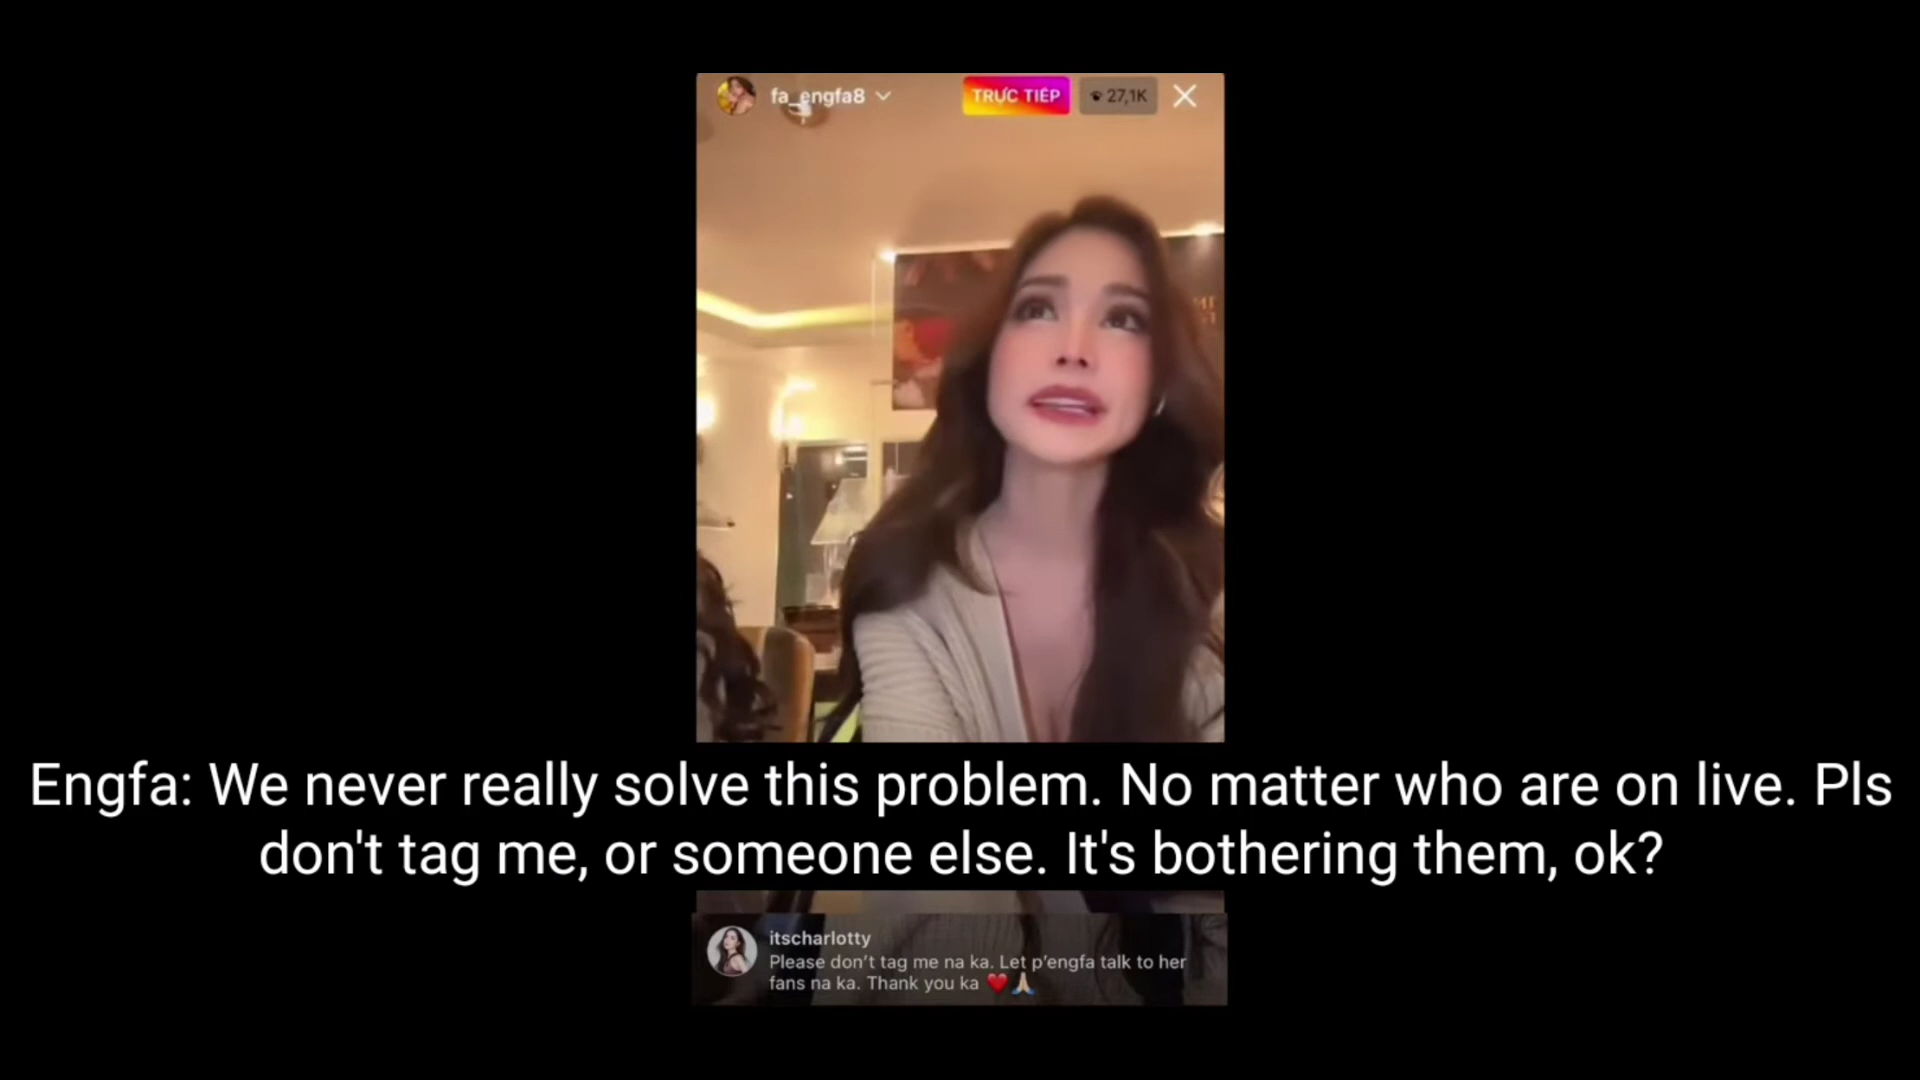 fa_engfa8
TRỰC TIẾP
27,1K
Engfa: We never really solve this problem. No matter who are on live. Pls
don't tag me, or someone else. It's bothering them, ok?
itscharlotty
Please don't tag me na ka. Let p'engfa talk to her
fans na ka. Thank you ka ❤️🙏🏼